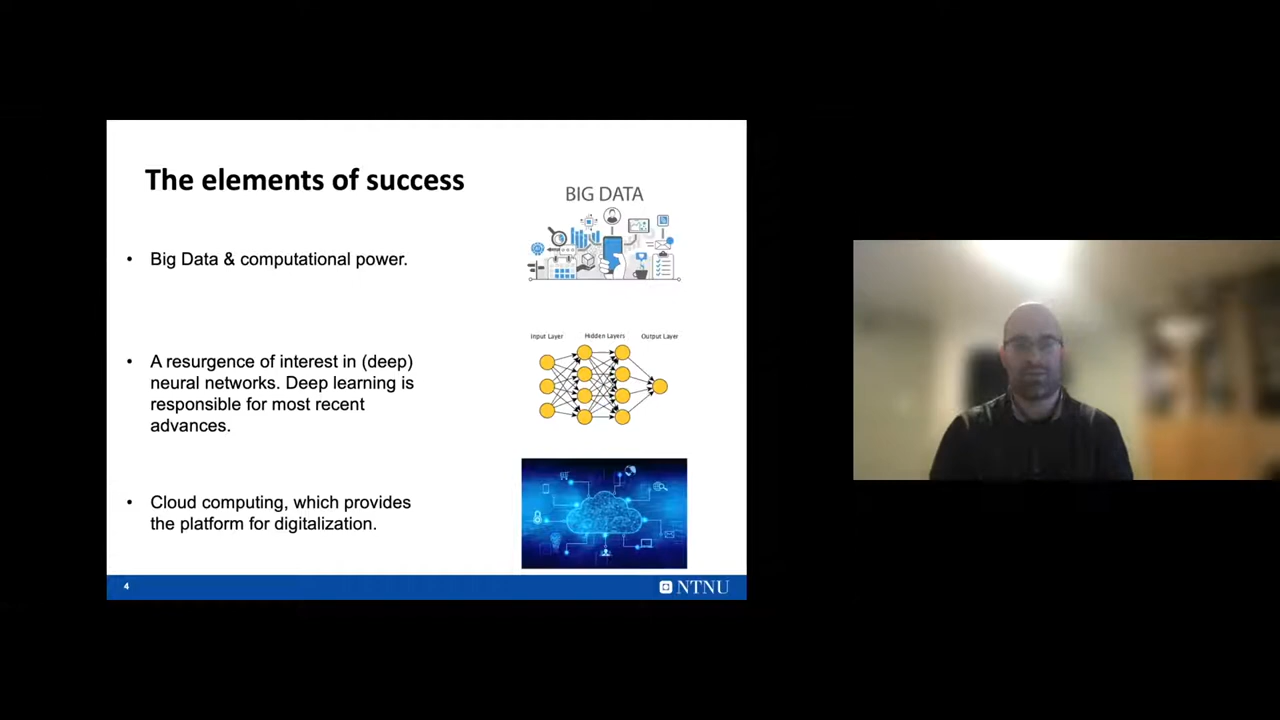 The elements of success
BIG DATA
• Big Data & computational power.
Input Layer Hidden Layers Output Layer
• A resurgence of interest in (deep)
neural networks. Deep learning is
responsible for most recent
advances.
• Cloud computing, which provides
the platform for digitalization.
4
NTNU